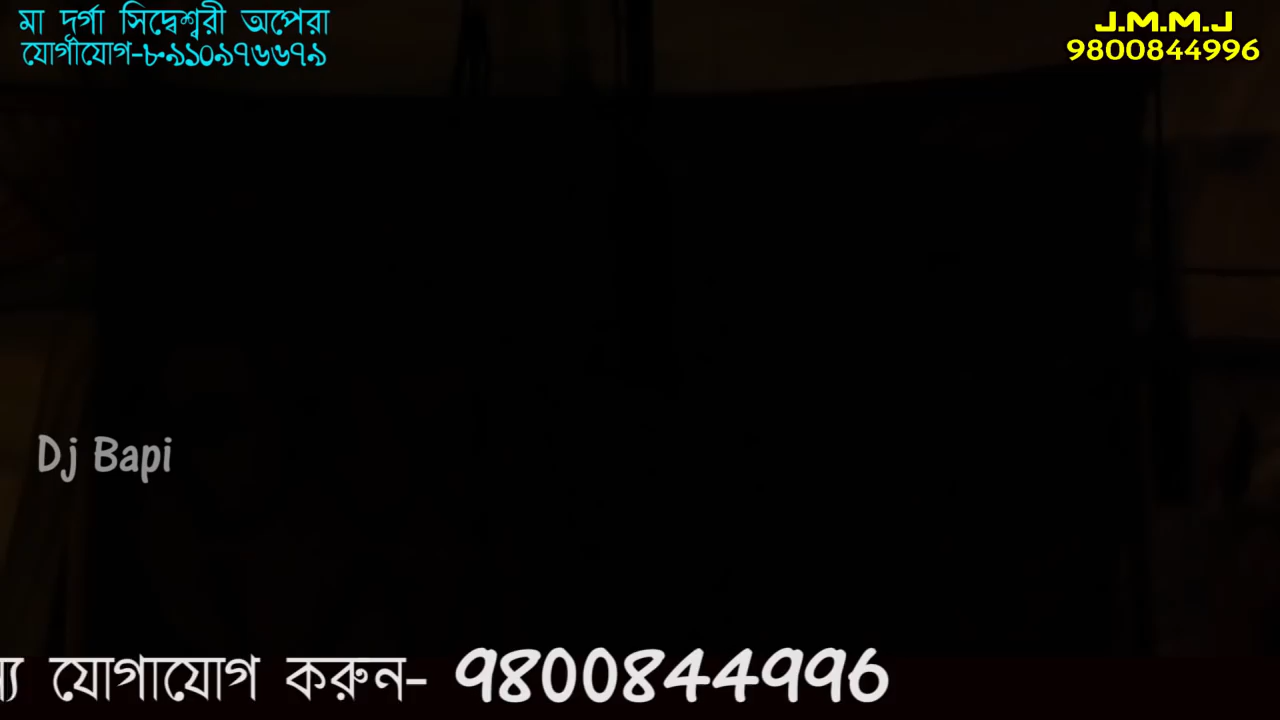 মা দূর্গা সিদ্ধেশ্বরী অপেরা
যোর্গাযোগ-৮৯১০৯৭৬৬৭৯
J.M.M.J
9800844996
Dj Bapi
যোগাযোগ করুন- 9800844996